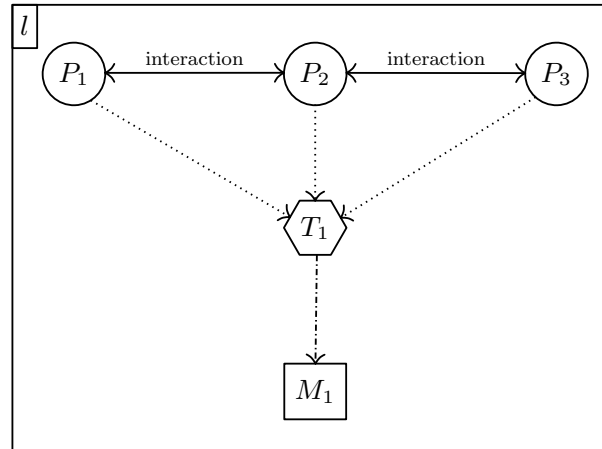 l
P₁ interaction P₂ interaction P₃
T₁
M₁